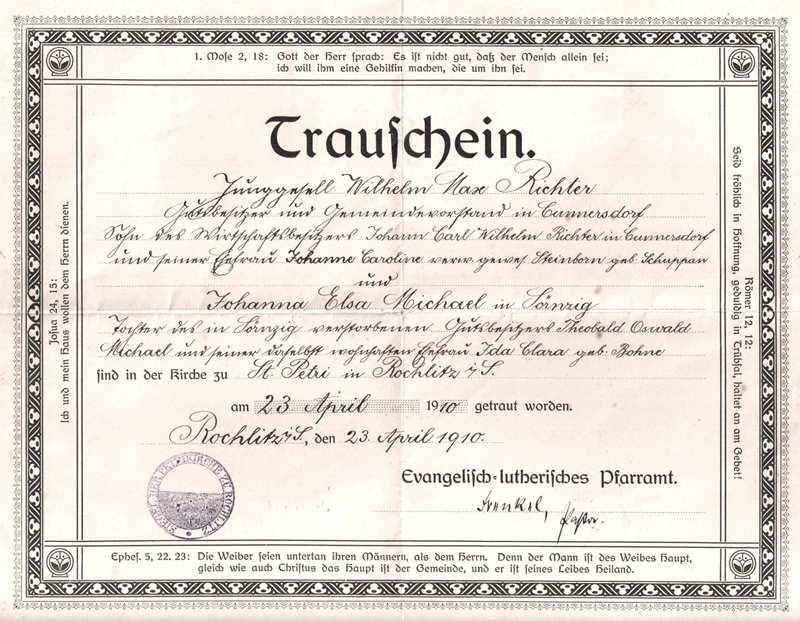 1. Mose 2, 18: Gott der Herr sprach: Es ist nicht gut, daß der Mensch allein sei;
ich will ihm eine Gehilfin machen, die um ihn sei.
Trauschein.
Junggesell Wilhelm Max Richter
Gutsbesitzer und Gemeindevorstand in Cunnersdorf
Sohn des Wirtschaftsbesitzers Johann Carl Wilhelm Richter in Cunnersdorf
und seiner Ehefrau Johanne Caroline verw. gewes. Steinborn geb. Schuppan
und
Johanna Elsa Michael in Sörnzig
Tochter des in Sörnzig verstorbenen Gutsbesitzers Theobald Oswald
Michael und seiner daselbst wohnhaften Ehefrau Ida Clara geb. Bohne
sind in der Kirche zu St. Petri in Rochlitz i/S.
am 23 April 1910 getraut worden.
Rochlitz i/S., den 23. April 1910.
Evangelisch-lutherisches Pfarramt.
Pastor.
SIEGEL DER PETRIKIRCHE ZU ROCHLITZ
Josua 24, 15:
Ich und mein Haus wollen dem Herrn dienen.
Römer 12, 12:
Seid fröhlich in Hoffnung, geduldig in Trübsal, haltet an am Gebet!
Ephes. 5, 22. 23: Die Weiber seien untertan ihren Männern, als dem Herrn. Denn der Mann ist des Weibes Haupt,
gleich wie auch Christus das Haupt ist der Gemeinde, und er ist seines Leibes Heiland.